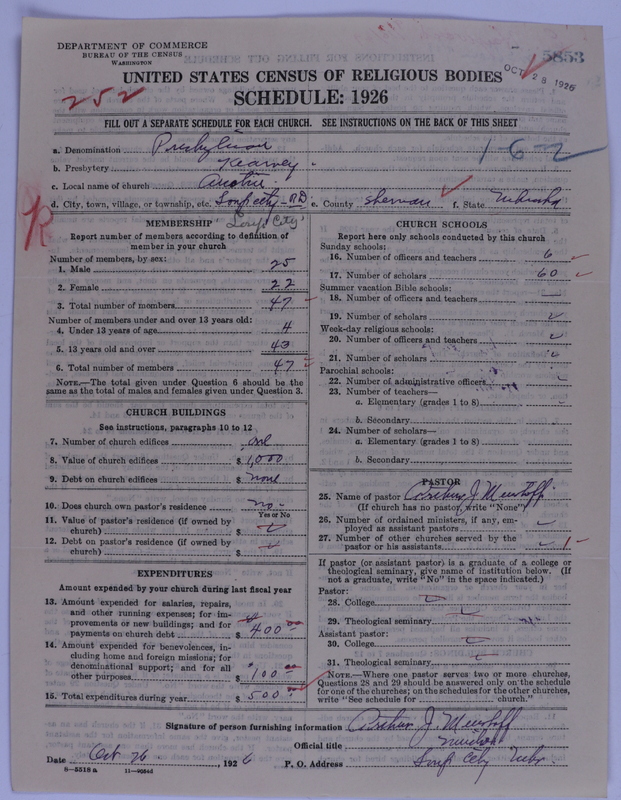 DEPARTMENT OF COMMERCE
BUREAU OF THE CENSUS
WASHINGTON
5853
OCT 28 1926
UNITED STATES CENSUS OF RELIGIOUS BODIES
SCHEDULE: 1926
252
FILL OUT A SEPARATE SCHEDULE FOR EACH CHURCH. SEE INSTRUCTIONS ON THE BACK OF THIS SHEET
1-6-2
a. Denomination Presbyterian
b. Presbytery Kearney
c. Local name of church Austin
d. City, town, village, or township, etc. Loup City - R.D. e. County Sherman f. State Nebraska
R
"Loup City"
MEMBERSHIP
Report number of members according to definition of
member in your church
Number of members, by sex:
1. Male 25
2. Female 22
3. Total number of members 47
Number of members under and over 13 years old:
4. Under 13 years of age 4
5. 13 years old and over 43
6. Total number of members 47
NOTE.—The total given under Question 6 should be the
same as the total of males and females given under Question 3.
CHURCH BUILDINGS
See instructions, paragraphs 10 to 12
7. Number of church edifices one
8. Value of church edifices $ 1,000
9. Debt on church edifices $ none
10. Does church own pastor's residence no
Yes or No
11. Value of pastor's residence (if owned by
church) $
12. Debt on pastor's residence (if owned by
church) $
EXPENDITURES
Amount expended by your church during last fiscal year
13. Amount expended for salaries, repairs,
and other running expenses; for im-
provements or new buildings; and for
payments on church debt $ 400 00
14. Amount expended for benevolences, in-
cluding home and foreign missions; for
denominational support; and for all
other purposes $ 100 00
15. Total expenditures during year $ 500 00
CHURCH SCHOOLS
Report here only schools conducted by this church
Sunday schools:
16. Number of officers and teachers 6
17. Number of scholars 60
Summer vacation Bible schools:
18. Number of officers and teachers —
19. Number of scholars
Week-day religious schools:
20. Number of officers and teachers
21. Number of scholars
Parochial schools:
22. Number of administrative officers
23. Number of teachers—
a. Elementary (grades 1 to 8)
b. Secondary
24. Number of scholars—
a. Elementary (grades 1 to 8)
b. Secondary
PASTOR
25. Name of pastor Arthur J. Meushoff
(If church has no pastor, write "None")
26. Number of ordained ministers, if any, em-
ployed as assistant pastors
27. Number of other churches served by the
pastor or his assistants 1
If pastor (or assistant pastor) is a graduate of a college or
theological seminary, give name of institution below. (If
not a graduate, write "No" in the space indicated.)
Pastor:
28. College
29. Theological seminary
Assistant pastor:
30. College
31. Theological seminary
NOTE.—Where one pastor serves two or more churches,
Questions 28 and 29 should be answered only on the schedule
for one of the churches; on the schedules for the other churches,
write "See schedule for church."
Signature of person furnishing information Arthur J. Meushoff
Official title Minister
Date Oct 26 1926 P. O. Address Loup City Nebr.
8—5518 a 11—9584d